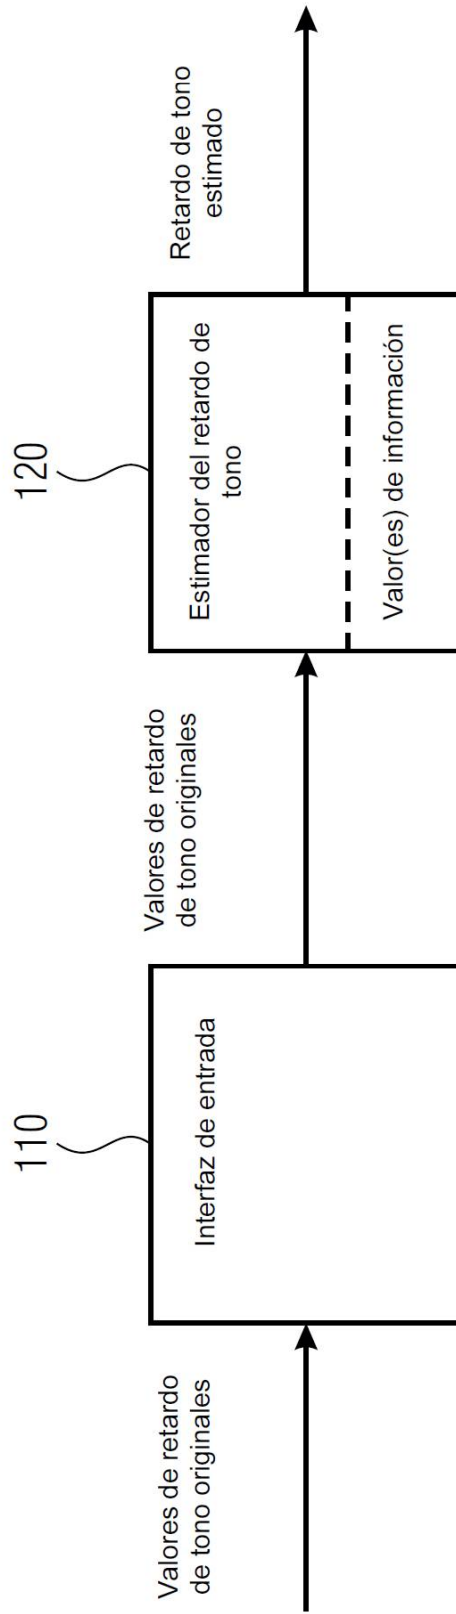 Valores de retardo
de tono originales
110
Interfaz de entrada
Valores de retardo
de tono originales
120
Estimador del retardo de
tono
Valor(es) de información
Retardo de tono
estimado